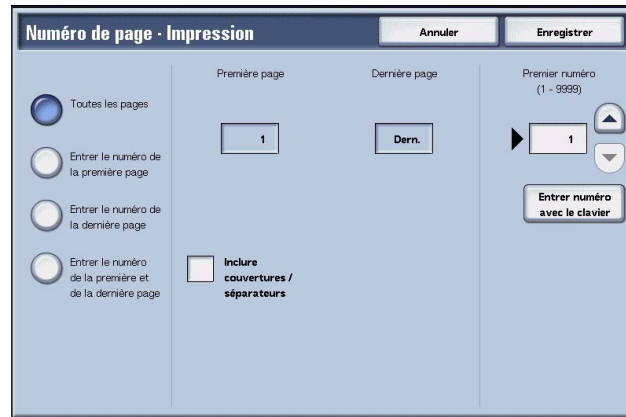 Numéro de page - Impression
Annuler
Enregistrer
Toutes les pages
Entrer le numéro de
la première page
Entrer le numéro de
la dernière page
Entrer le numéro
de la première et
de la dernière page
Première page
1
Dernière page
Dern.
Inclure
couvertures /
séparateurs
Premier numéro
(1 - 9999)
1
Entrer numéro
avec le clavier